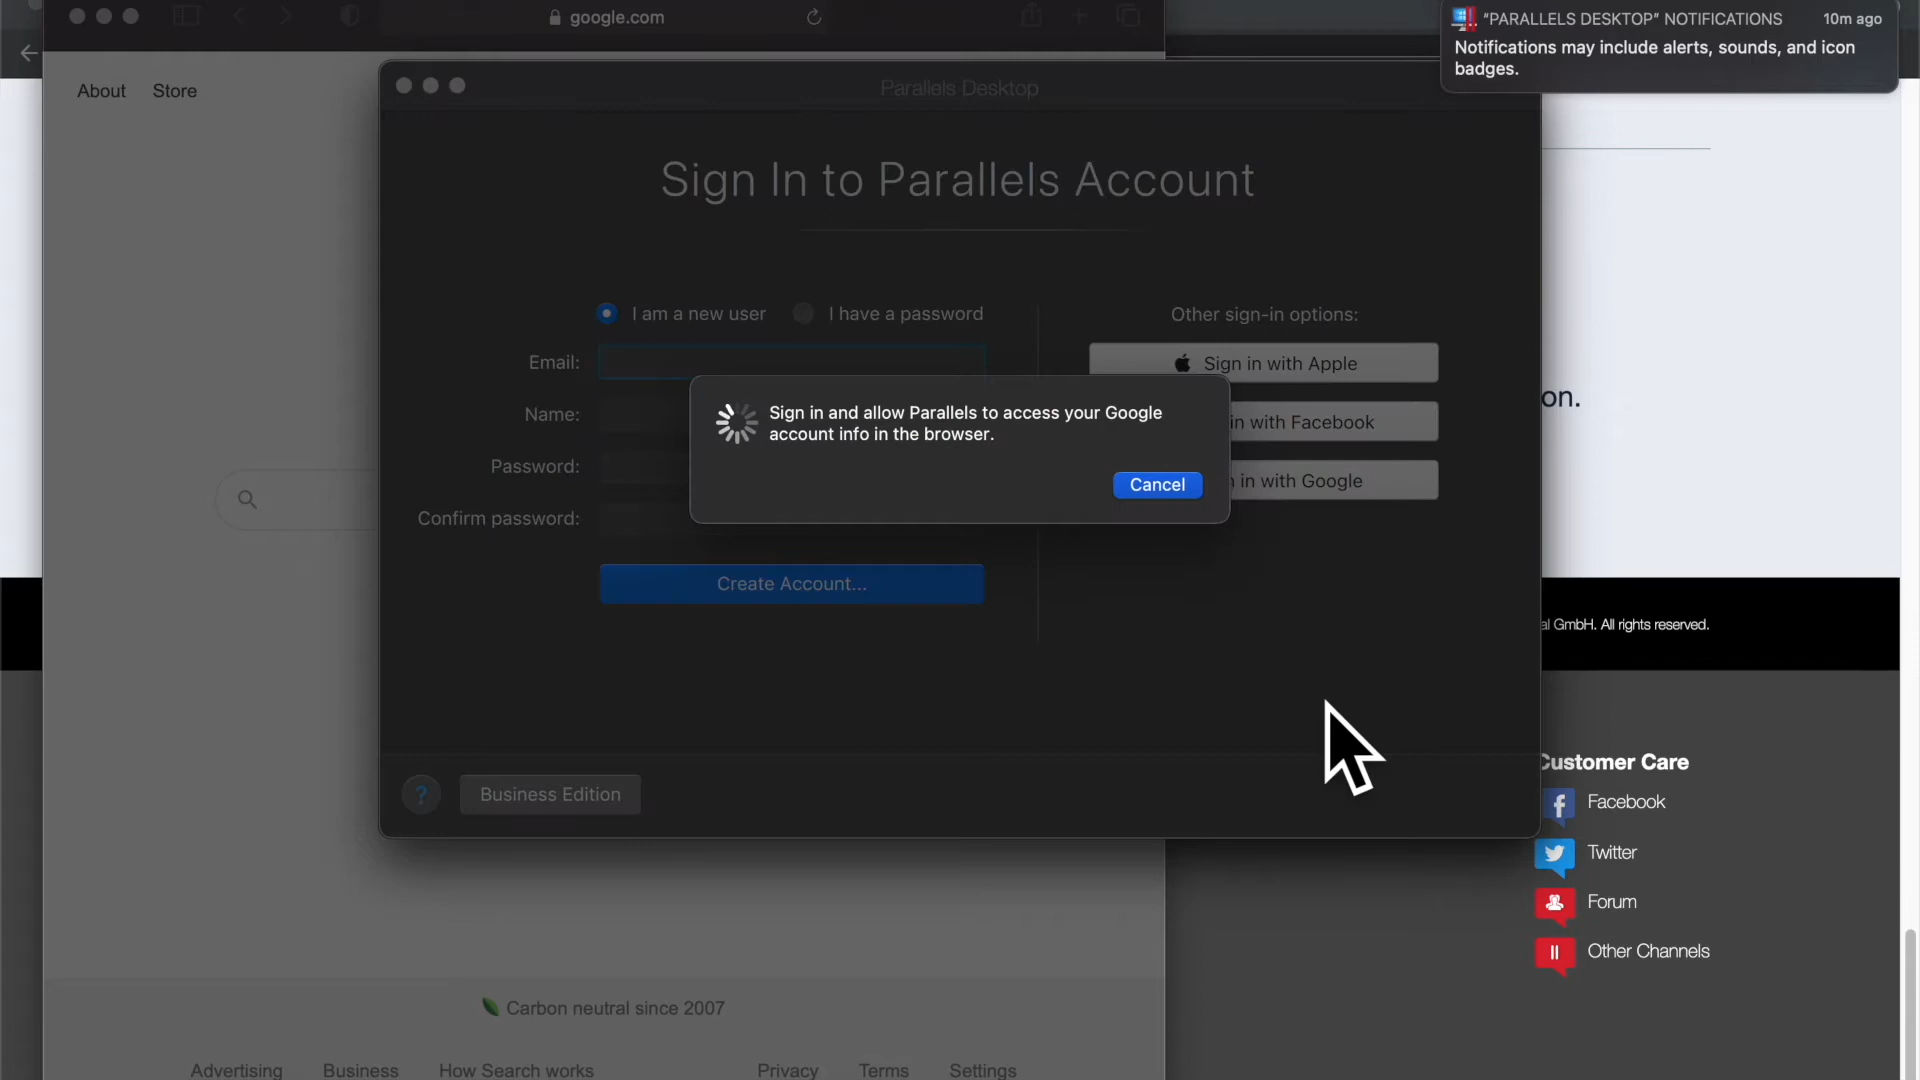 google.com
"PARALLELS DESKTOP" NOTIFICATIONS 10m ago
Notifications may include alerts, sounds, and icon
badges.
About Store
Parallels Desktop
Sign In to Parallels Account
I am a new user I have a password
Other sign-in options:
Email:
Sign in with Apple
on.
Name:
Sign in and allow Parallels to access your Google
account info in the browser.
in with Facebook
Password:
Cancel
in with Google
Confirm password:
Create Account...
al GmbH. All rights reserved.
Customer Care
? Business Edition
Facebook
Twitter
Forum
Other Channels
Carbon neutral since 2007
Advertising Business How Search works Privacy Terms Settings